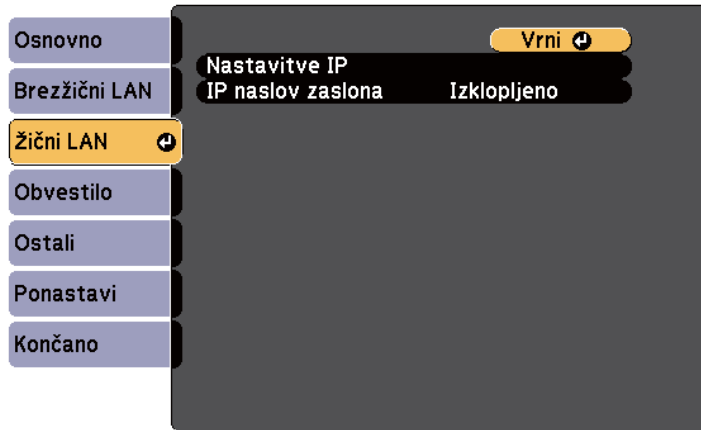 Osnovno
Brezžični LAN
Žični LAN
Obvestilo
Ostali
Ponastavi
Končano
Vrni
Nastavitve IP
IP naslov zaslona Izklopljeno